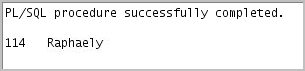 PL/SQL procedure successfully completed.
114 Raphaely